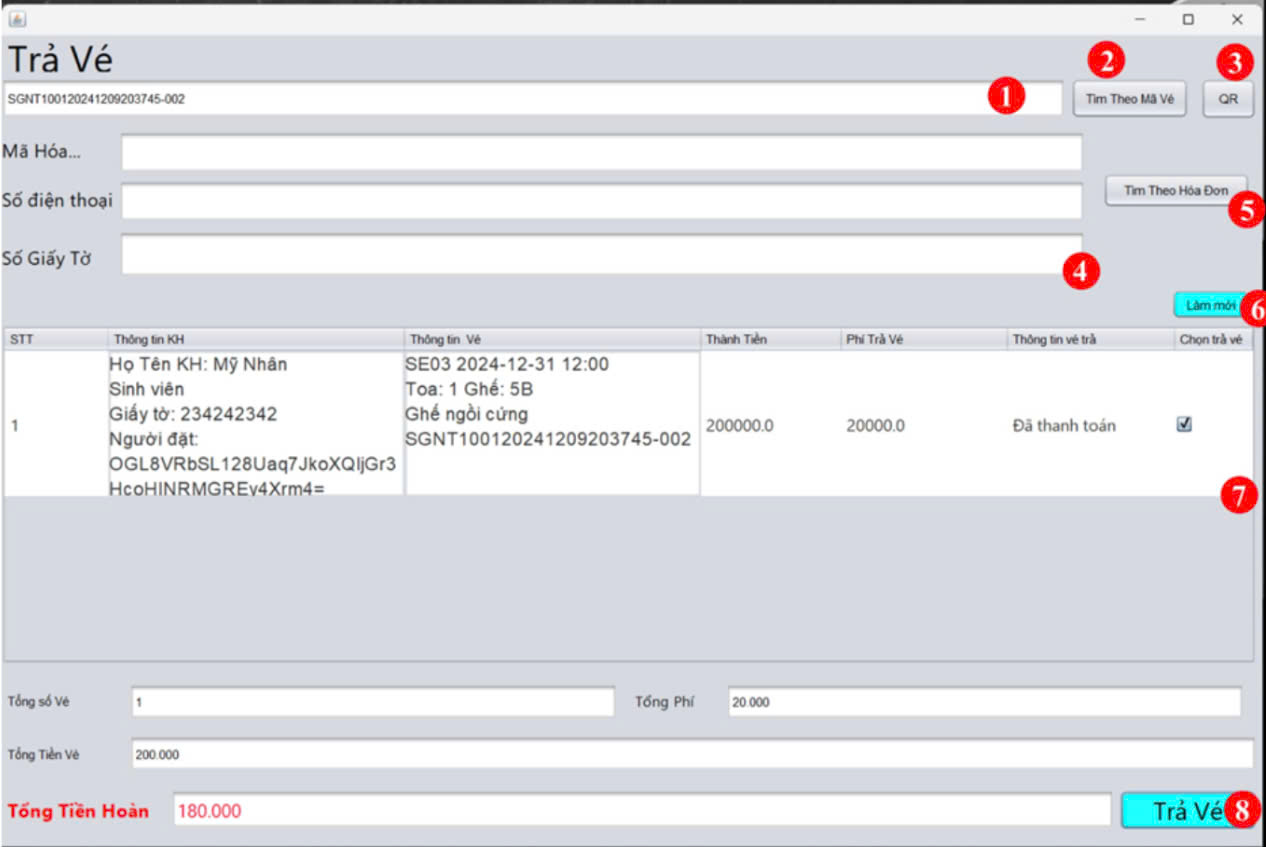 Trả Vé
2
3
SGNT100120241209203745-002
1
Tìm Theo Mã Vé
QR
Mã Hóa...
Số điện thoại
Tìm Theo Hóa Đơn
5
Số Giấy Tờ
4
Làm mới
6
STT Thông tin KH Thông tin Vé Thành Tiền Phí Trả Vé Thông tin vé trả Chọn trả vé
Họ Tên KH: Mỹ Nhân SE03 2024-12-31 12:00
Sinh viên Toa: 1 Ghế: 5B
Giấy tờ: 234242342 Ghế ngồi cứng
1 200000.0 20000.0 Đã thanh toán
Người đặt: SGNT100120241209203745-002
OGL8VRbSL128Uaq7JkoXQIjGr3
HcoHINRMGREy4Xrm4=
7
Tổng số Vé 1 Tổng Phí 20.000
Tổng Tiền Vé 200.000
Tổng Tiền Hoàn 180.000 Trả Vé 8